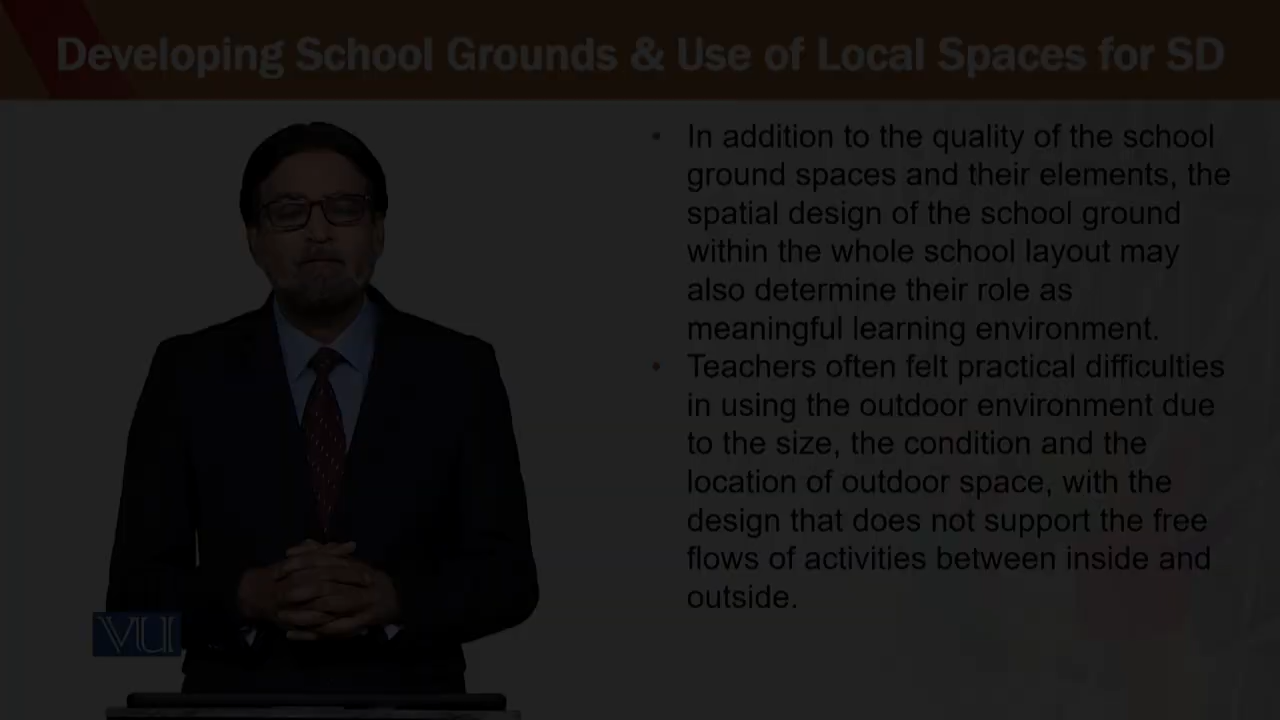 Developing School Grounds & Use of Local Spaces for SD
• In addition to the quality of the school
ground spaces and their elements, the
spatial design of the school ground
within the whole school layout may
also determine their role as
meaningful learning environment.
• Teachers often felt practical difficulties
in using the outdoor environment due
to the size, the condition and the
location of outdoor space, with the
design that does not support the free
flows of activities between inside and
outside.
VU